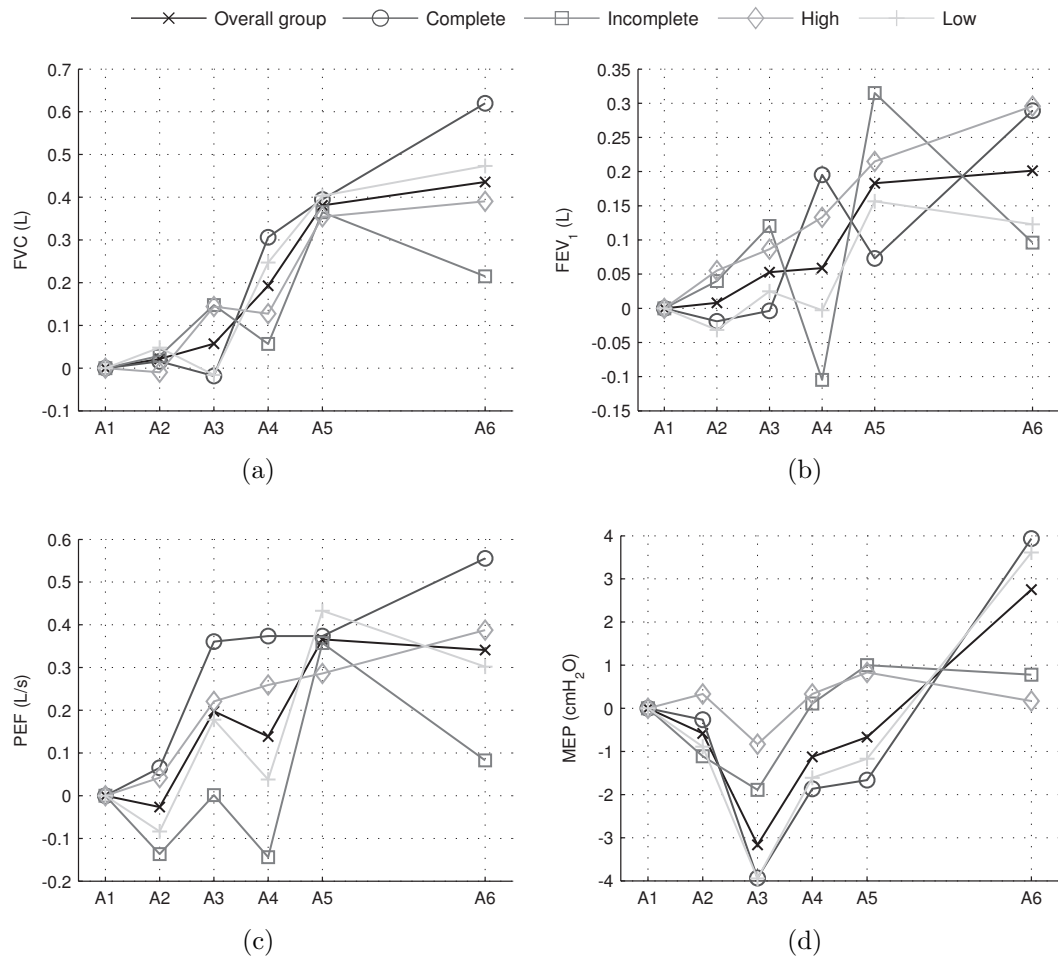 Overall group Complete Incomplete High Low
0.7
0.6
0.5
0.4
0.3
0.2
0.1
0
-0.1
FVC (L)
A1 A2 A3 A4 A5 A6
(a)
0.35
0.3
0.25
0.2
0.15
0.1
0.05
0
-0.05
-0.1
-0.15
FEV1 (L)
A1 A2 A3 A4 A5 A6
(b)
0.6
0.5
0.4
0.3
0.2
0.1
0
-0.1
-0.2
PEF (L/s)
A1 A2 A3 A4 A5 A6
(c)
4
3
2
1
0
-1
-2
-3
-4
MEP (cmH2O)
A1 A2 A3 A4 A5 A6
(d)